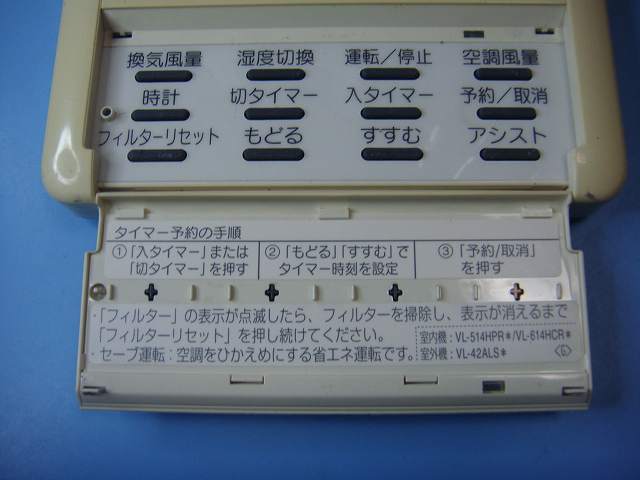 換気風量 湿度切換 運転／停止 空調風量
時計 切タイマー 入タイマー 予約／取消
フィルターリセット もどる すすむ アシスト
タイマー予約の手順
①「入タイマー」または
「切タイマー」を押す
②「もどる」「すすむ」で
タイマー時刻を設定
③「予約/取消」
を押す
・「フィルター」の表示が点滅したら、フィルターを掃除し、表示が消えるまで
「フィルターリセット」を押し続けてください。
・セーブ運転：空調をひかえめにする省エネ運転です。
室内機：VL-514HPR＊/VL-614HCR＊
室外機：VL-42ALS＊ 〈G〉